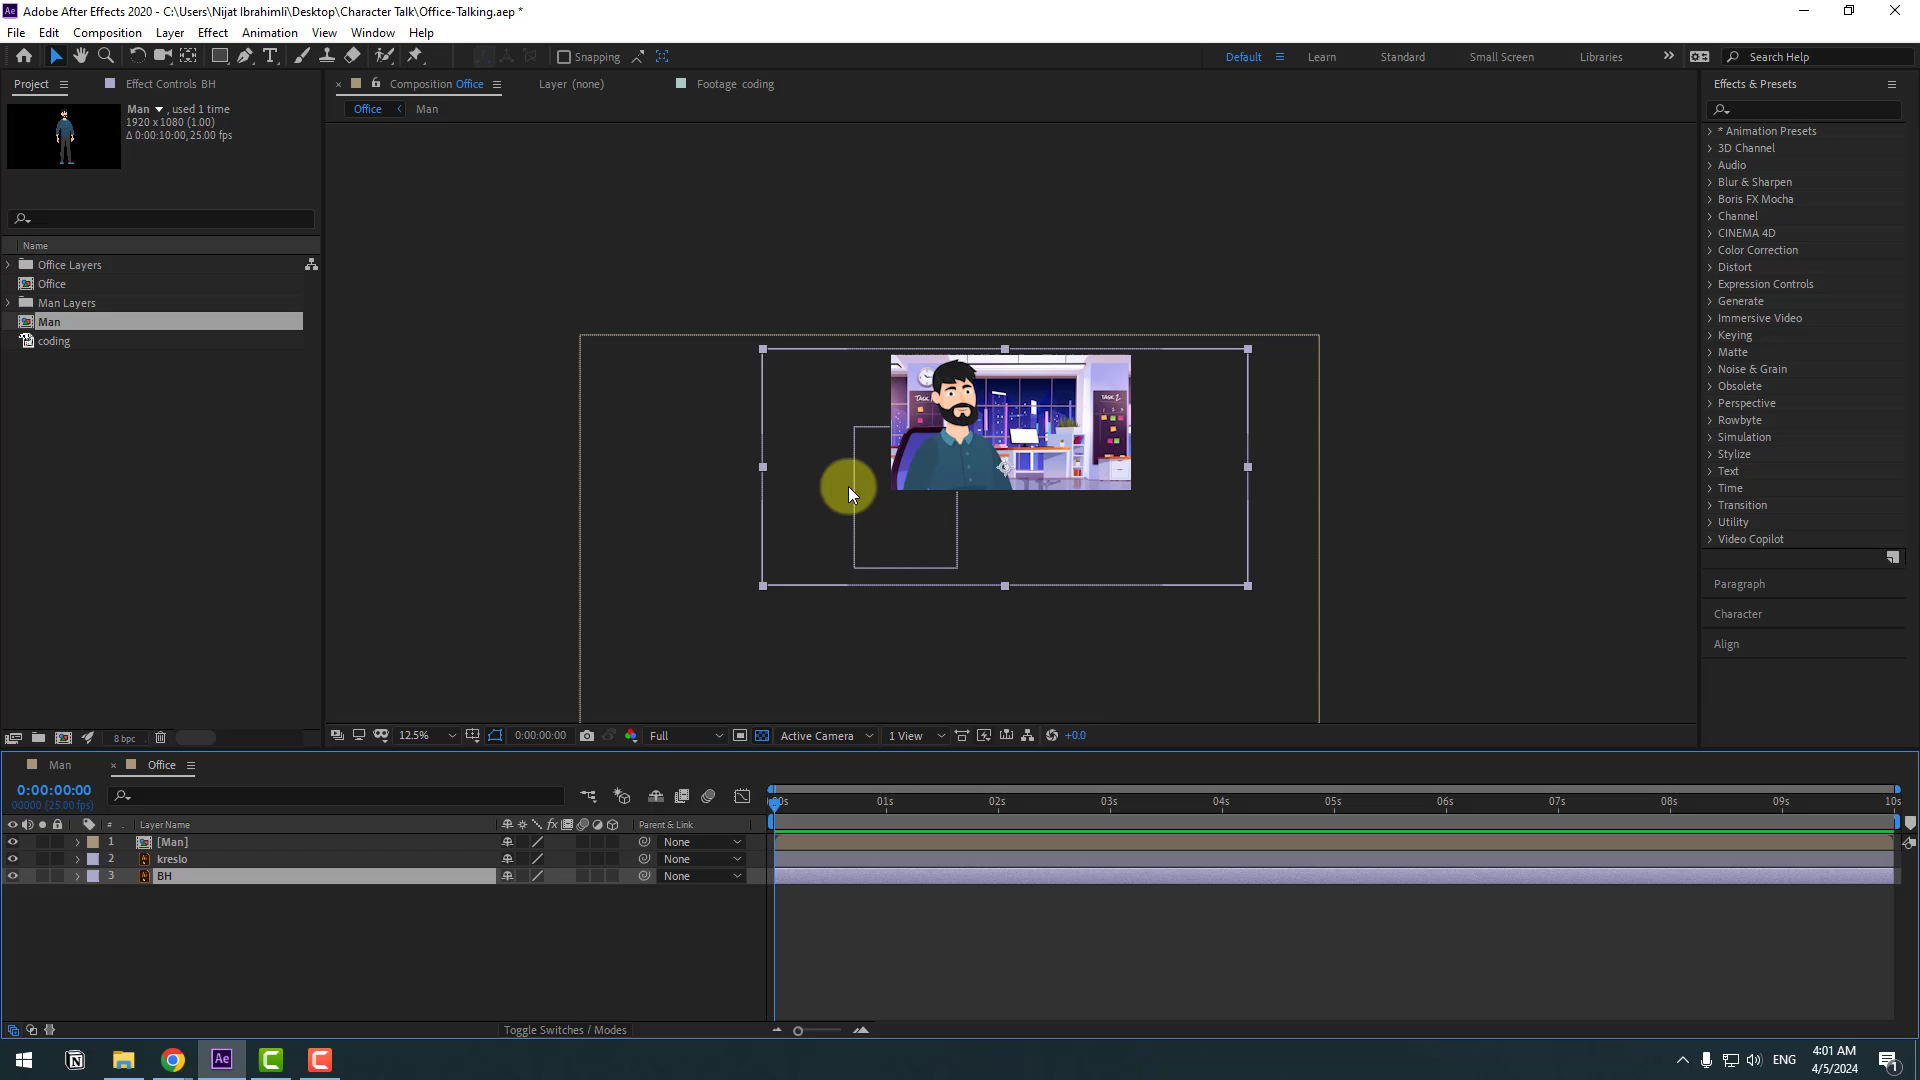 Adobe After Effects 2020 - C:\Users\Nijat Ibrahimli\Desktop\Character Talk\Office-Talking.aep *
File Edit Composition Layer Effect Animation View Window Help
Snapping Default Learn Standard Small Screen Libraries Search Help
Project Effect Controls BH Composition Office Layer (none) Footage coding Effects & Presets
Man , used 1 time
1920 x 1080 (1.00)
Δ 0:00:10:00, 25.00 fps
Office Man
Name
Office Layers
Office
Man Layers
Man
coding
TASK 2
* Animation Presets
3D Channel
Audio
Blur & Sharpen
Boris FX Mocha
Channel
CINEMA 4D
Color Correction
Distort
Expression Controls
Generate
Immersive Video
Keying
Matte
Noise & Grain
Obsolete
Perspective
Rowbyte
Simulation
Stylize
Text
Time
Transition
Utility
Video Copilot
Paragraph
Character
Align
8 bpc 12.5% 0:00:00:00 Full Active Camera 1 View +0.0
Man Office
0:00:00:00
00000 (25.00 fps)
00s 01s 02s 03s 04s 05s 06s 07s 08s 09s 10s
# Layer Name fx Parent & Link
1 [Man] None
2 kreslo None
3 BH None
Toggle Switches / Modes
Ae ENG 4:01 AM
4/5/2024 1